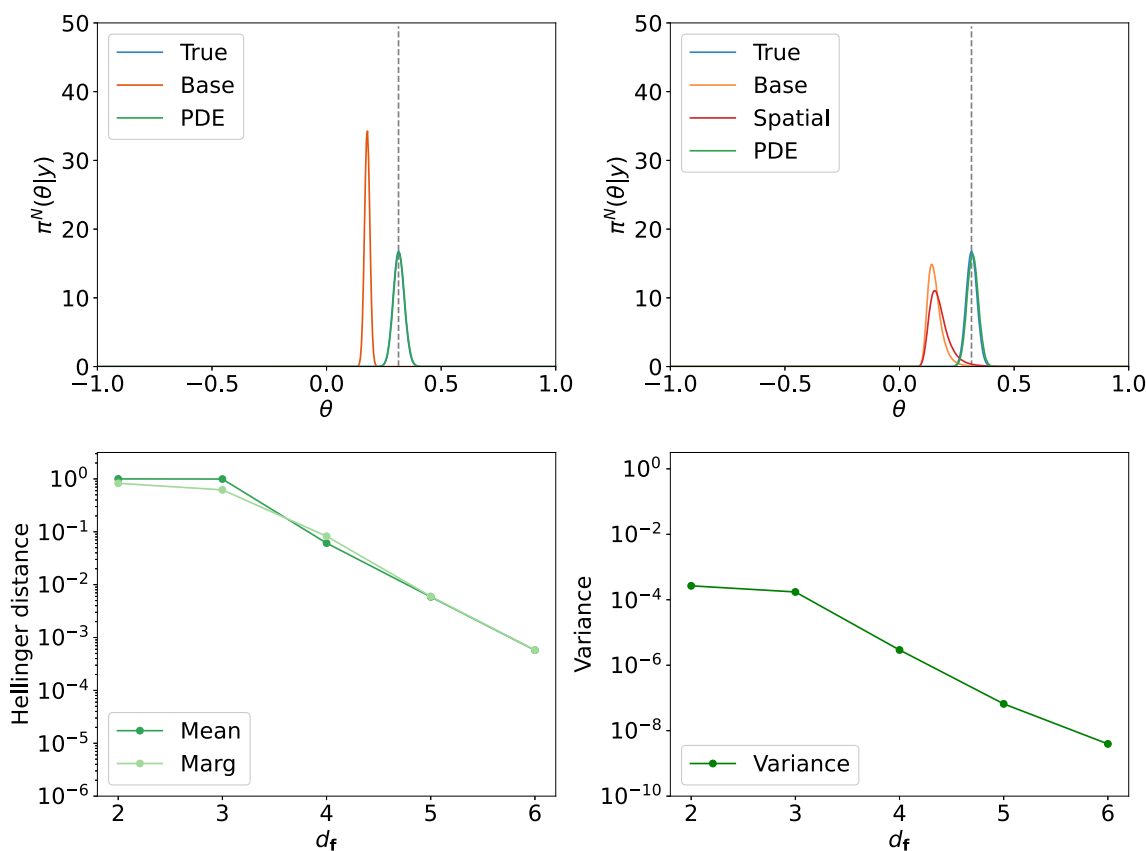 50
40
30
20
10
0
π^N(θ|y)
True
Base
PDE
−1.0 −0.5 0.0 0.5 1.0
θ
50
40
30
20
10
0
π^N(θ|y)
True
Base
Spatial
PDE
−1.0 −0.5 0.0 0.5 1.0
θ
10^0
10^−1
10^−2
10^−3
10^−4
10^−5
10^−6
Hellinger distance
Mean
Marg
2 3 4 5 6
d_f
10^0
10^−2
10^−4
10^−6
10^−8
10^−10
Variance
Variance
2 3 4 5 6
d_f